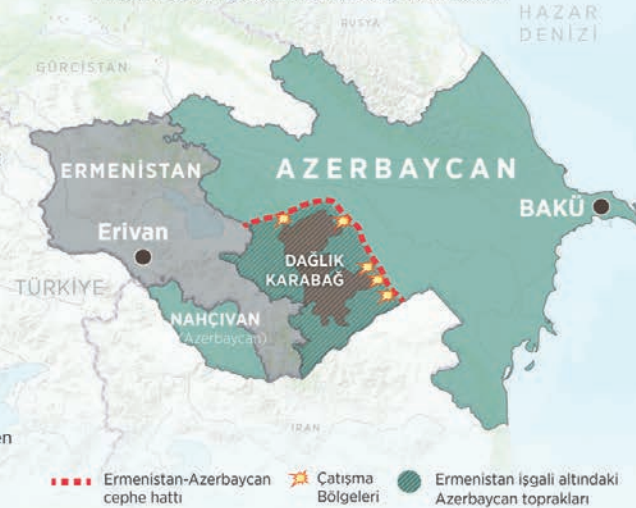 HAZAR
DENİZİ
RUSYA
GÜRCİSTAN
ERMENİSTAN
AZERBAYCAN
BAKÜ
Erivan
DAĞLIK
KARABAĞ
TÜRKİYE
NAHÇIVAN
(Azerbaycan)
İRAN
en
Ermenistan-Azerbaycan
cephe hattı
Çatışma
Bölgeleri
Ermenistan işgali altındaki
Azerbaycan toprakları